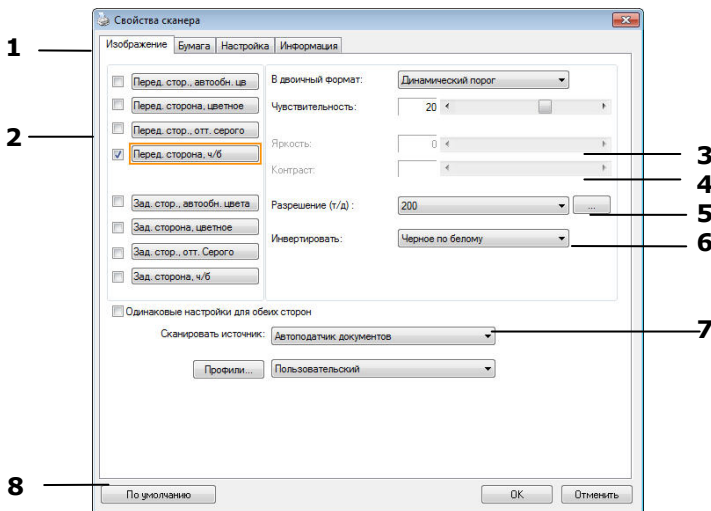 Свойства сканера
Изображение Бумага Настройка Информация
1
Перед. стор., автообн. цв
В двоичный формат: Динамический порог
Перед. сторона, цветное
Чувствительность: 20
2
Перед. стор., отт. серого
Перед. сторона, ч/б
Яркость: 0
3
Контраст:
4
Зад. стор., автообн. цвета
Разрешение (т/д) : 200 ...
5
Зад. сторона, цветное
Инвертировать: Черное по белому
6
Зад. стор., отт. Серого
Зад. сторона, ч/б
Одинаковые настройки для обеих сторон
Сканировать источник: Автоподатчик документов
7
Профили... Пользовательский
8
По умолчанию OK Отменить